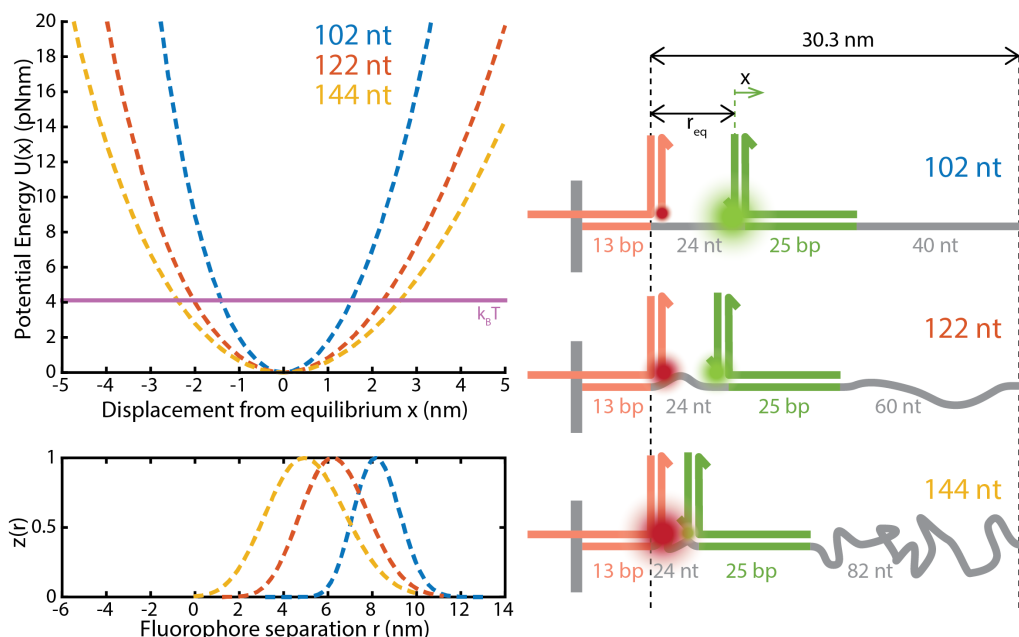 20
18
16
14
12
10
8
6
4
2
0
Potential Energy U(x) (pNnm)
102 nt
122 nt
144 nt
k_BT
-5 -4 -3 -2 -1 0 1 2 3 4 5
Displacement from equilibrium x (nm)
1
0.5
0
z(r)
-6 -4 -2 0 2 4 6 8 10 12 14
Fluorophore separation r (nm)
30.3 nm
x
r_eq
102 nt
13 bp 24 nt 25 bp 40 nt
122 nt
13 bp 24 nt 25 bp 60 nt
144 nt
13 bp 24 nt 25 bp 82 nt